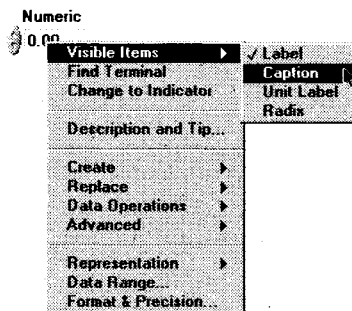 Numeric
0.00
Visible Items
Find Terminal
Change to Indicator
Description and Tip...
Create
Replace
Data Operations
Advanced
Representation
Data Range...
Format & Precision...
✓ Label
Caption
Unit Label
Radix